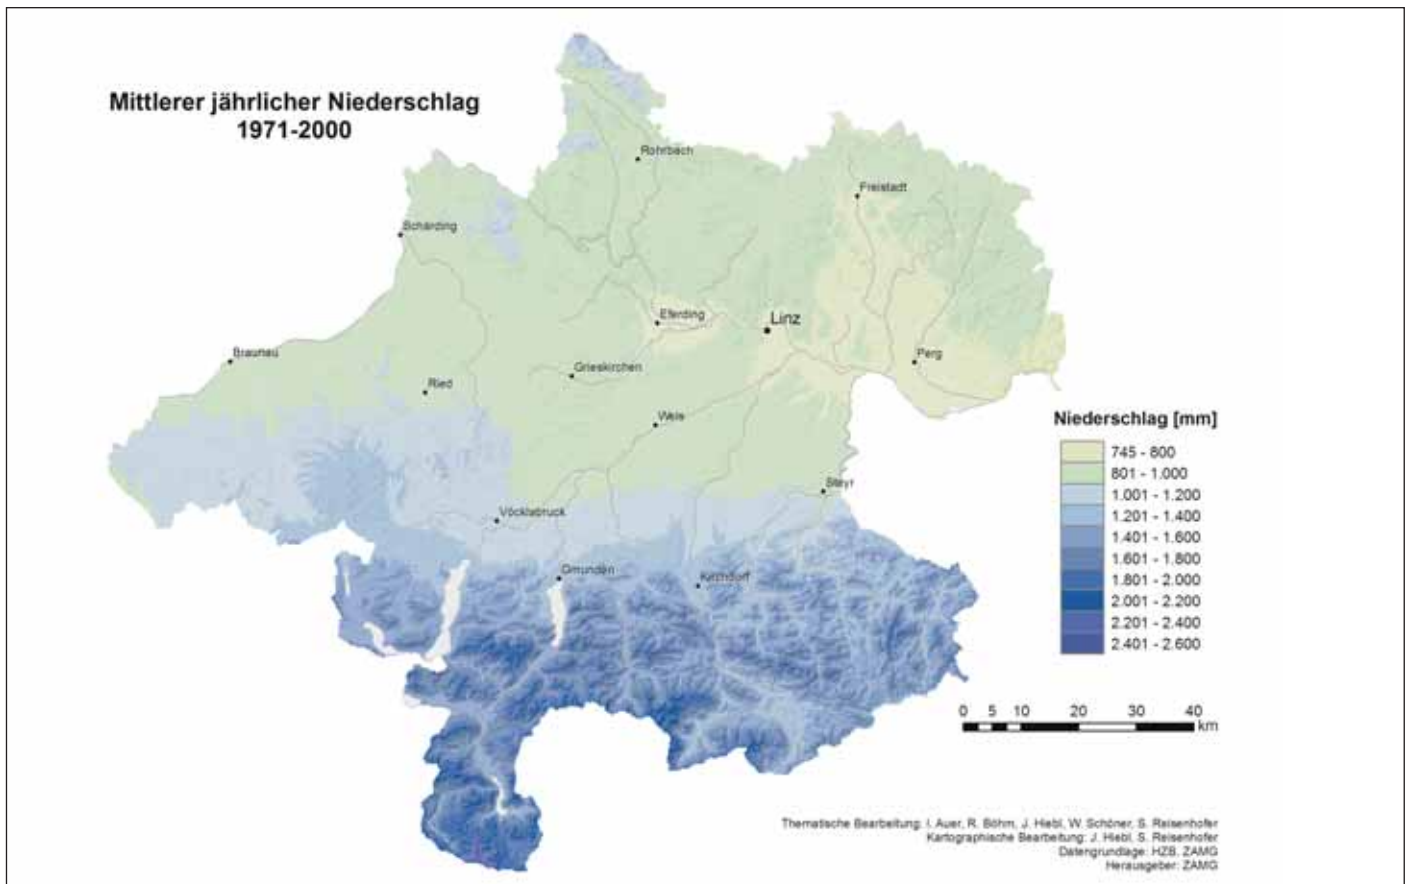 Mittlerer jährlicher Niederschlag
1971-2000
Rohrbach
Freistadt
Schärding
Eferding
Linz
Braunau
Perg
Grieskirchen
Ried
Wels
Steyr
Vöcklabruck
Gmunden
Kirchdorf
Niederschlag [mm]
745 - 800
801 - 1.000
1.001 - 1.200
1.201 - 1.400
1.401 - 1.600
1.601 - 1.800
1.801 - 2.000
2.001 - 2.200
2.201 - 2.400
2.401 - 2.600
0 5 10 20 30 40
km
Thematische Bearbeitung: I. Auer, R. Böhm, J. Hiebl, W. Schöner, S. Reisenhofer
Kartographische Bearbeitung: J. Hiebl, S. Reisenhofer
Datengrundlage: HZB, ZAMG
Herausgeber: ZAMG